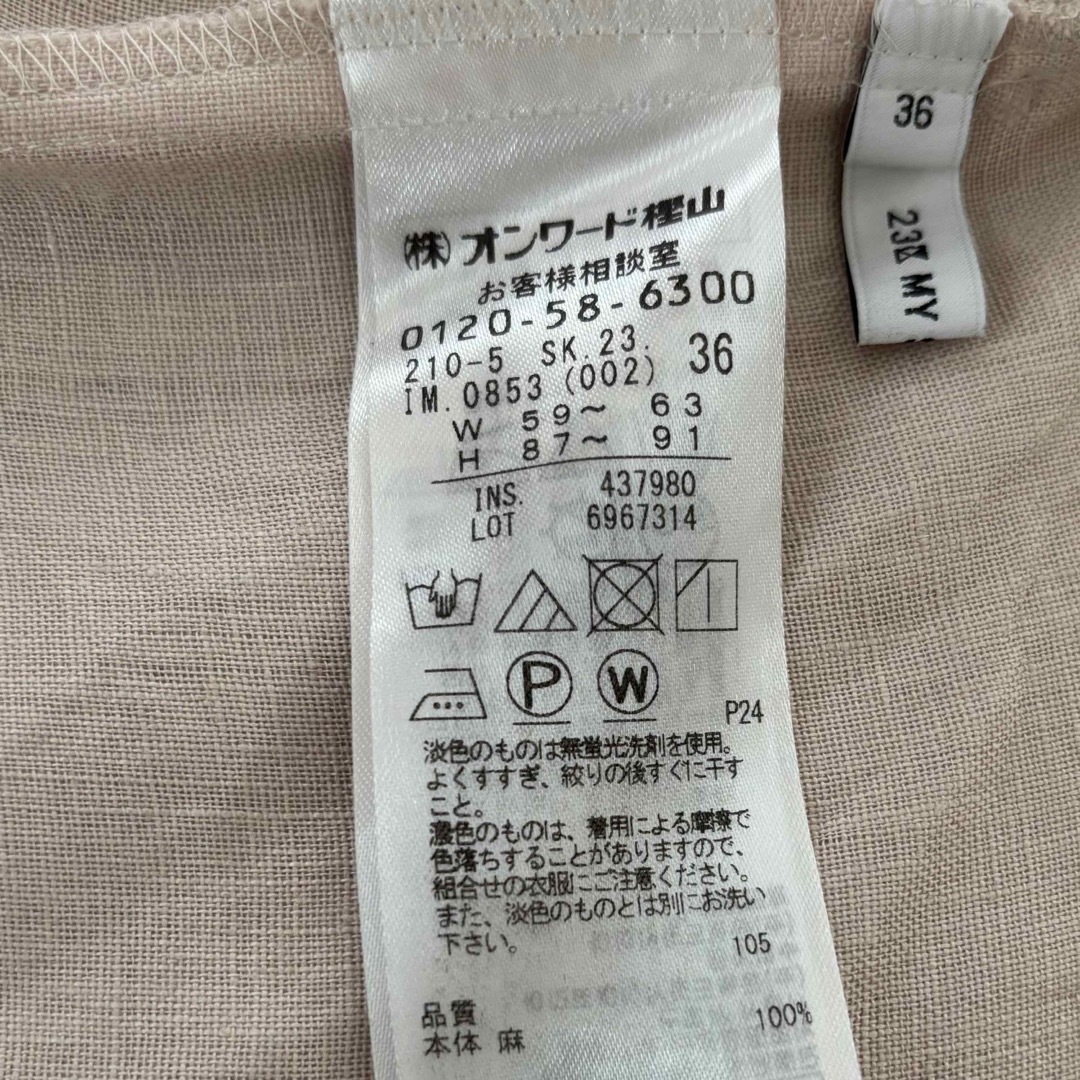 ㈱オンワード樫山
お客様相談室
0120-58-6300
210-5 SK.23.
IM.0853 (002) 36
W 59～ 63
H 87～ 91
INS. 437980
LOT 6967314
P
W
P24
淡色のものは無蛍光洗剤を使用。
よくすすぎ、絞りの後すぐに干す
こと。
濃色のものは、着用による摩擦で
色落ちすることがありますので、
組合せの衣服にご注意ください。
また、淡色のものとは別にお洗い
下さい。
105
品質
本体 麻 100%
36
MY